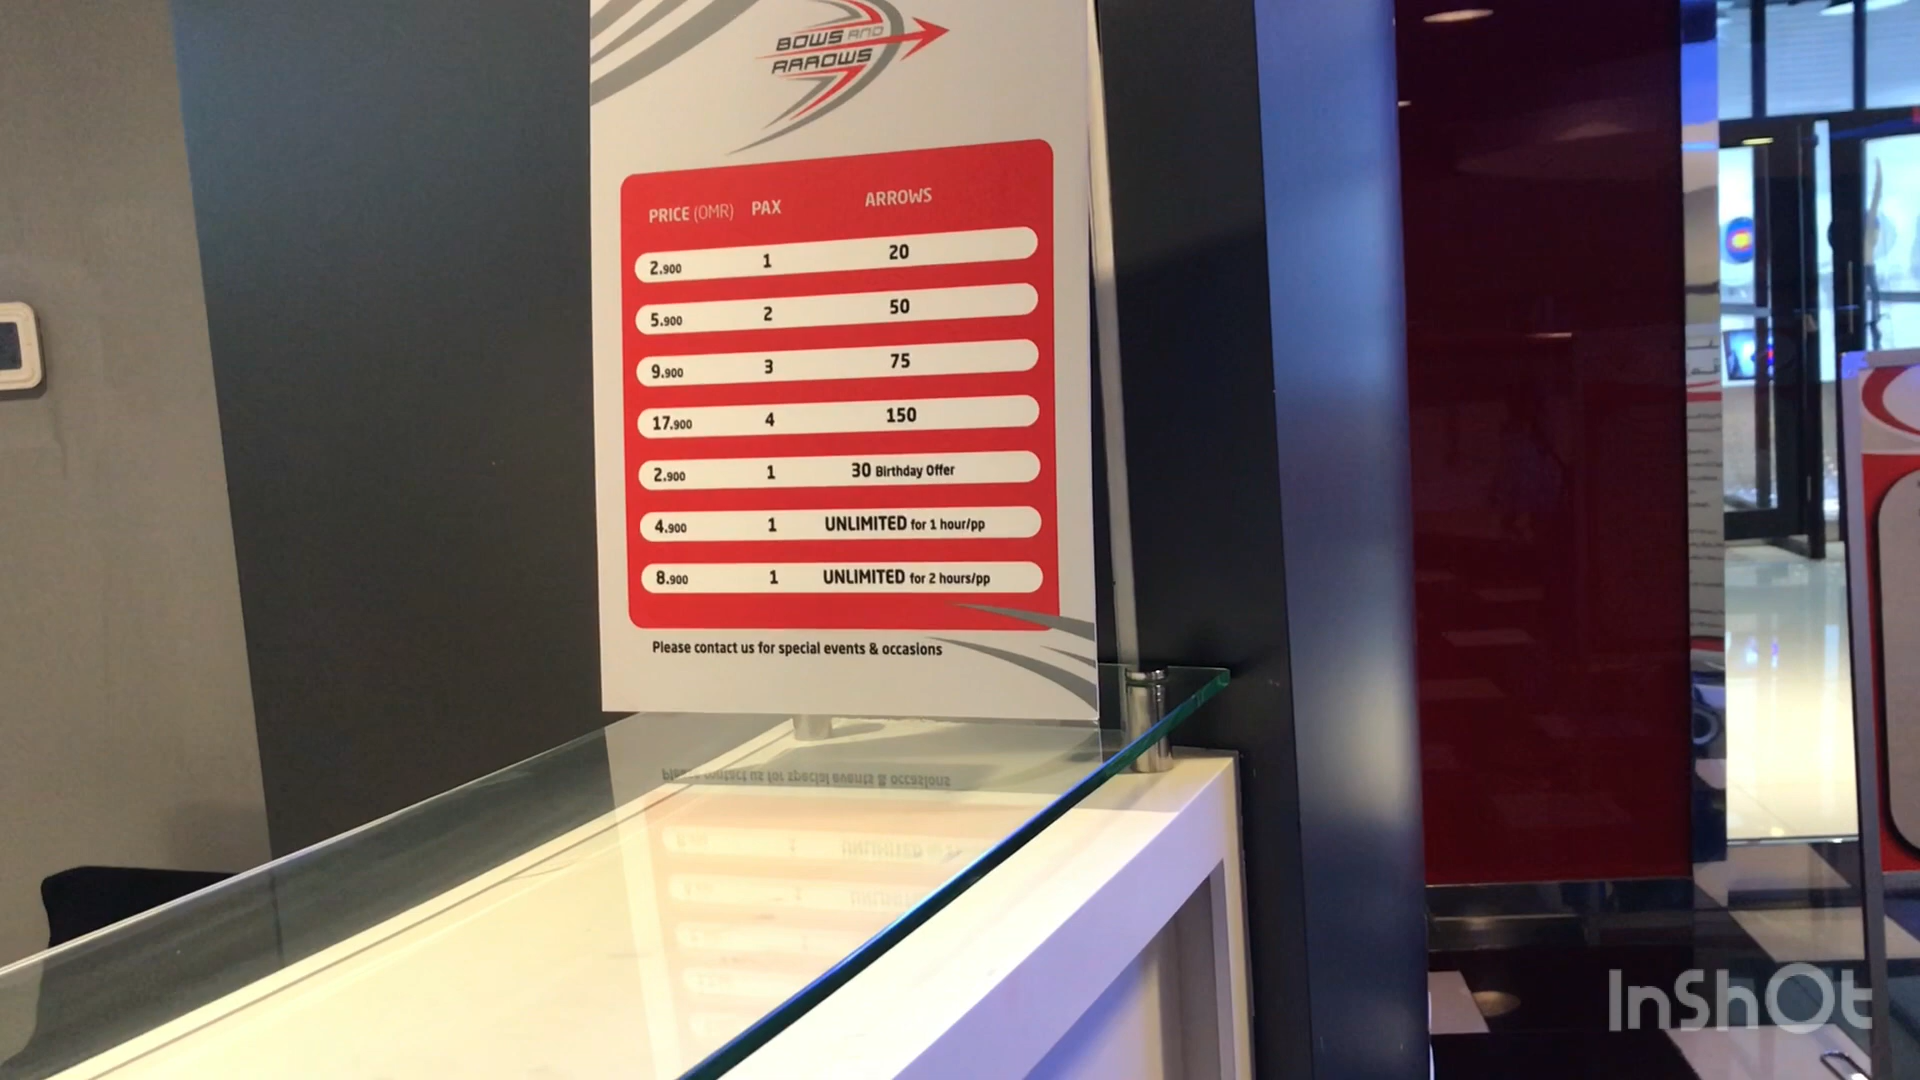 BOWS AND
ARROWS
PRICE (OMR) PAX ARROWS
2.900 1 20
5.900 2 50
9.900 3 75
17.900 4 150
2.900 1 30 Birthday Offer
4.900 1 UNLIMITED for 1 hour/pp
8.900 1 UNLIMITED for 2 hours/pp
Please contact us for special events & occasions
InShOt